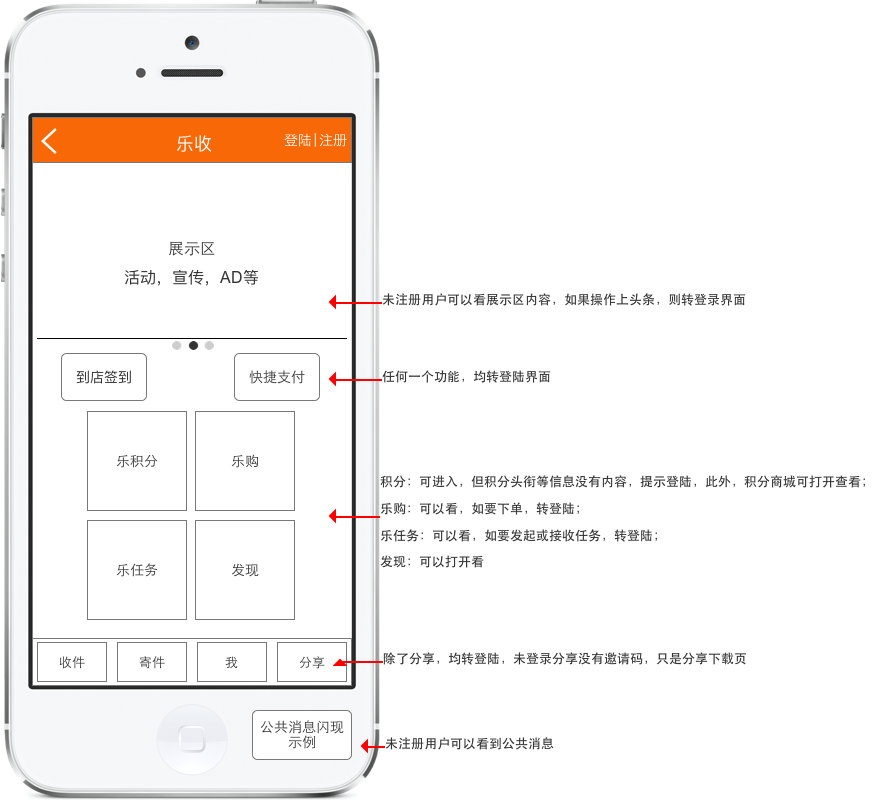 乐收
登陆|注册
展示区
活动，宣传，AD等
未注册用户可以看展示区内容，如果操作上头条，则转登录界面
到店签到
快捷支付
任何一个功能，均转登陆界面
乐积分
乐购
积分：可进入，但积分头衔等信息没有内容，提示登陆，此外，积分商城可打开查看；
乐购：可以看，如要下单，转登陆；
乐任务：可以看，如要发起或接收任务，转登陆；
发现：可以打开看
乐任务
发现
收件
寄件
我
分享
除了分享，均转登陆，未登录分享没有邀请码，只是分享下载页
公共消息闪现
示例
未注册用户可以看到公共消息